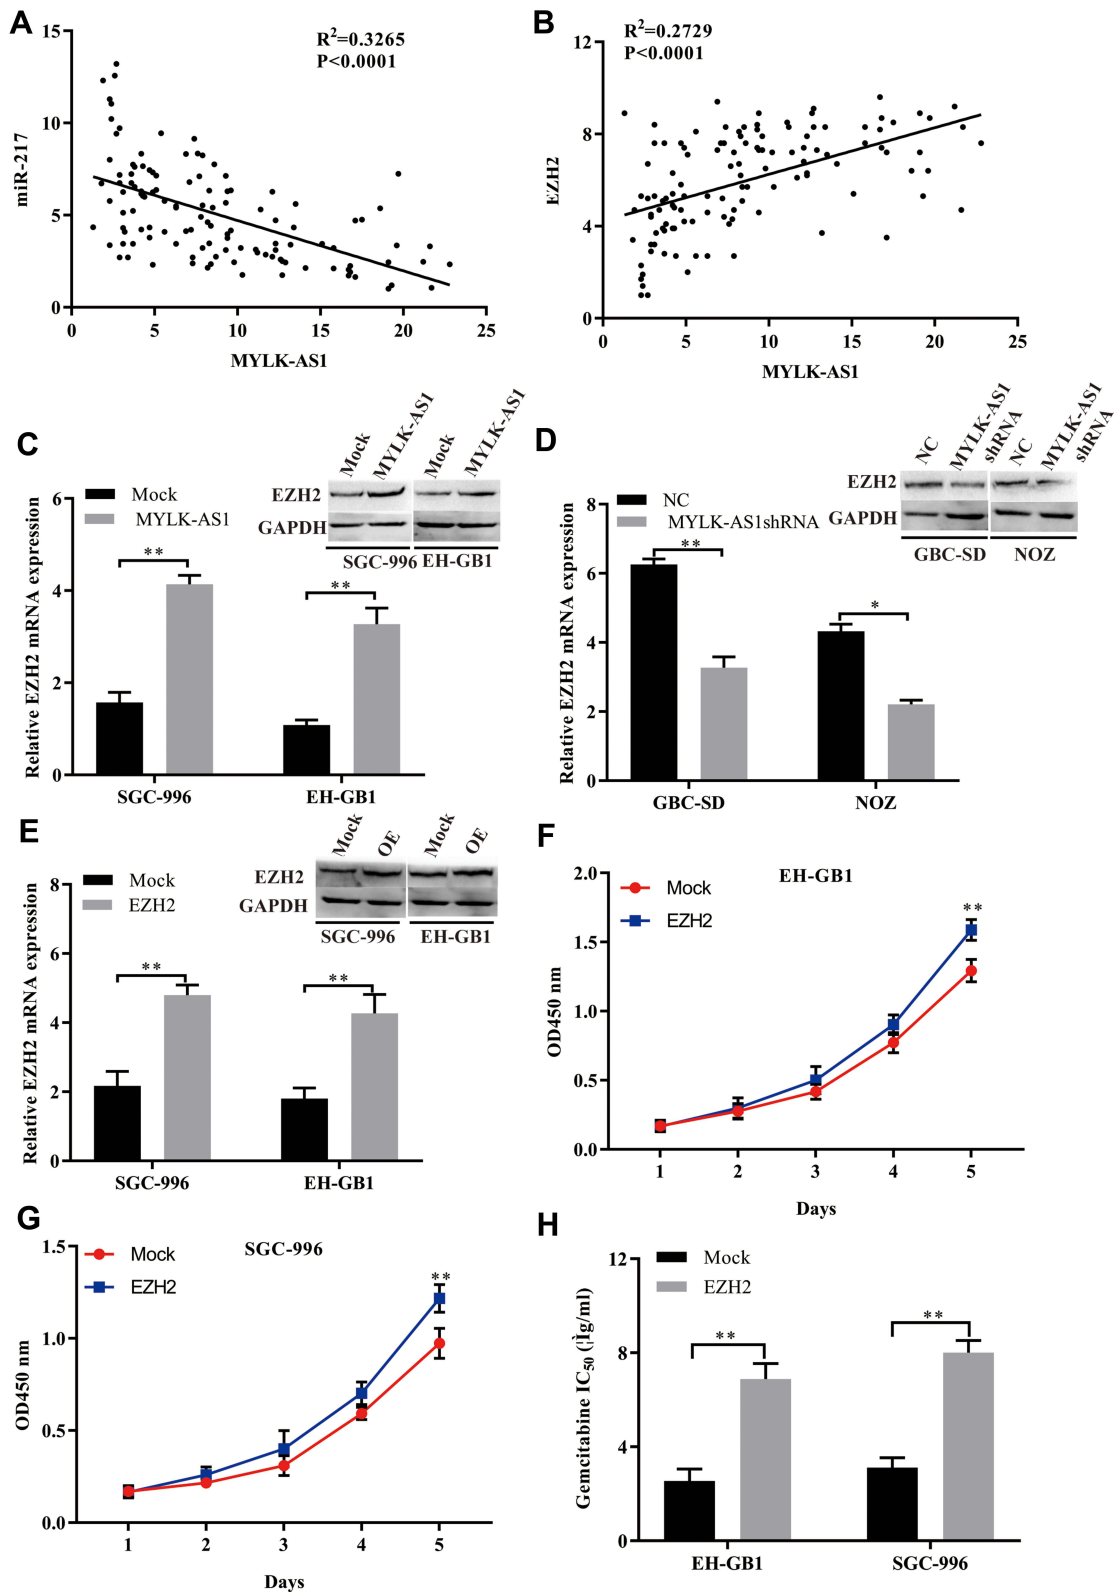 A
R²=0.3265
P<0.0001
15
10
5
0
miR-217
0 5 10 15 20 25
MYLK-AS1
B
R²=0.2729
P<0.0001
12
8
4
0
EZH2
0 5 10 15 20 25
MYLK-AS1
C
Mock MYLK-AS1 Mock MYLK-AS1
EZH2
GAPDH
SGC-996 EH-GB1
Mock
MYLK-AS1
Relative EZH2 mRNA expression
6
4
2
0
** **
SGC-996 EH-GB1
D
NC MYLK-AS1 shRNA NC MYLK-AS1 shRNA
EZH2
GAPDH
GBC-SD NOZ
NC
MYLK-AS1shRNA
Relative EZH2 mRNA expression
8
6
4
2
0
** *
GBC-SD NOZ
E
Mock OE Mock OE
EZH2
GAPDH
SGC-996 EH-GB1
Mock
EZH2
Relative EZH2 mRNA expression
8
6
4
2
0
** **
SGC-996 EH-GB1
F
EH-GB1
Mock
EZH2
OD450 nm
2.0
1.5
1.0
0.5
0.0
**
1 2 3 4 5
Days
G
SGC-996
Mock
EZH2
OD450 nm
1.5
1.0
0.5
0.0
**
1 2 3 4 5
Days
H
Mock
EZH2
Gemcitabine IC₅₀ (¦Ìg/ml)
12
8
4
0
** **
EH-GB1 SGC-996